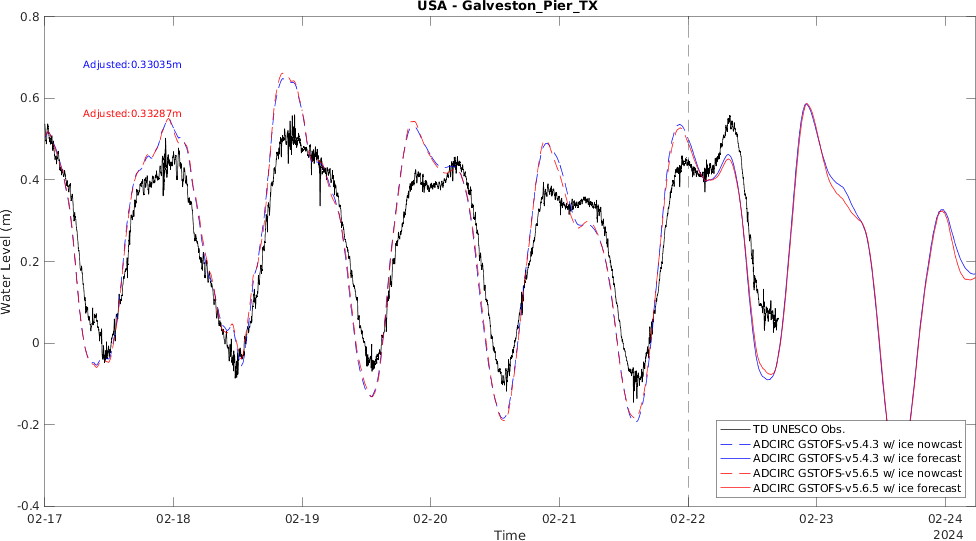 USA - Galveston_Pier_TX
0.8
Adjusted:0.33035m
0.6
Adjusted:0.33287m
0.4
Water Level (m)
0.2
0
-0.2
TD UNESCO Obs.
ADCIRC GSTOFS-v5.4.3 w/ ice nowcast
ADCIRC GSTOFS-v5.4.3 w/ ice forecast
ADCIRC GSTOFS-v5.6.5 w/ ice nowcast
ADCIRC GSTOFS-v5.6.5 w/ ice forecast
-0.4
02-17 02-18 02-19 02-20 02-21 02-22 02-23 02-24
Time
2024